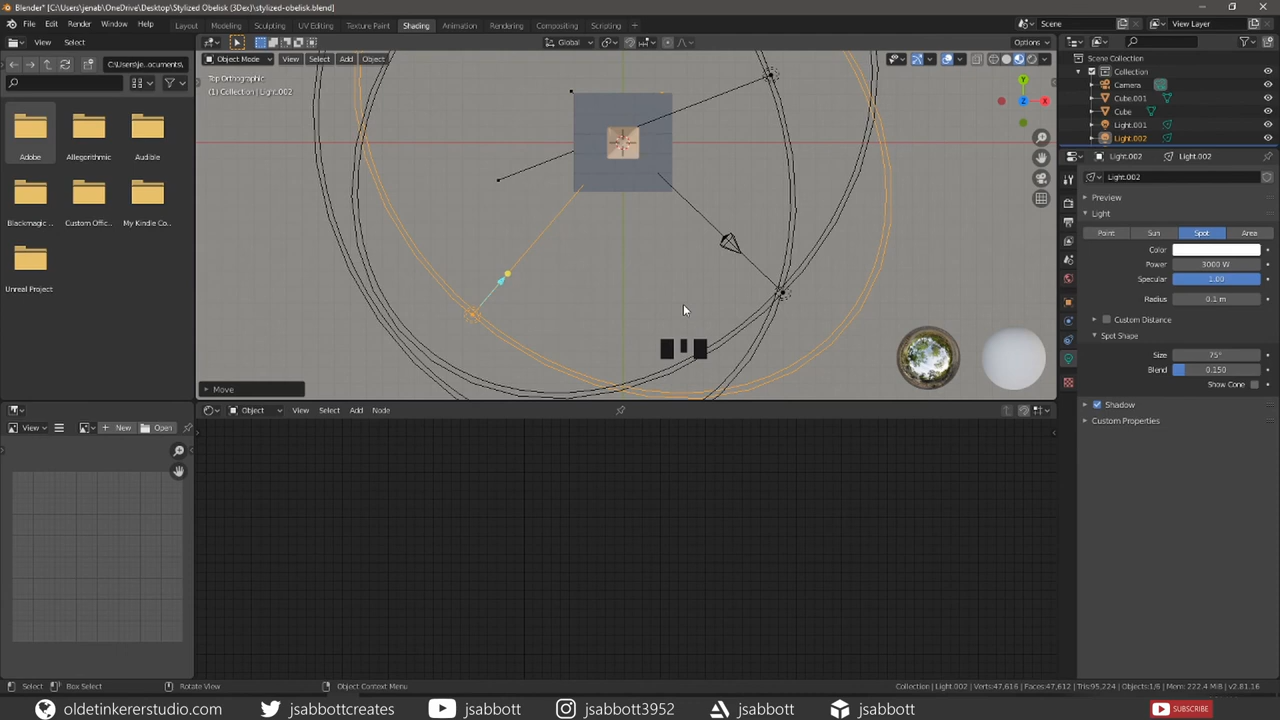 Blender* [C:\Users\jenab\OneDrive\Desktop\Stylized Obelisk (3Dex)\stylized-obelisk.blend]
File Edit Render Window Help Layout Modeling Sculpting UV Editing Texture Paint Shading Animation Rendering Compositing Scripting + Scene View Layer
View Select Global Options
C:\Users\je...ocuments\ Object Mode View Select Add Object Scene Collection
Top Orthographic Collection
(1) Collection | Light.002 Camera
Cube.001
Cube
Light.001
Light.002
Adobe Allegorithmic Audible
Light.002 Light.002
Light.002
Preview
Blackmagic ... Custom Offic... My Kindle Co...
Light
Point Sun Spot Area
Color
Power 3000 W
Specular 1.00
Unreal Project
Radius 0.1 m
Custom Distance
Spot Shape
Size 75°
Blend 0.150
Show Cone
Move
Shadow
Custom Properties
Object View Select Add Node
View New Open
Select Box Select Rotate View Object Context Menu Collection | Light.002 | Verts:47,616 | Faces:47,612 | Tris:95,224 | Objects:1/6 | Mem: 222.4 MiB | v2.81.16
oldetinkererstudio.com jsabbottcreates jsabbott jsabbott3952 jsabbott jsabbott SUBSCRIBE
X Y Z